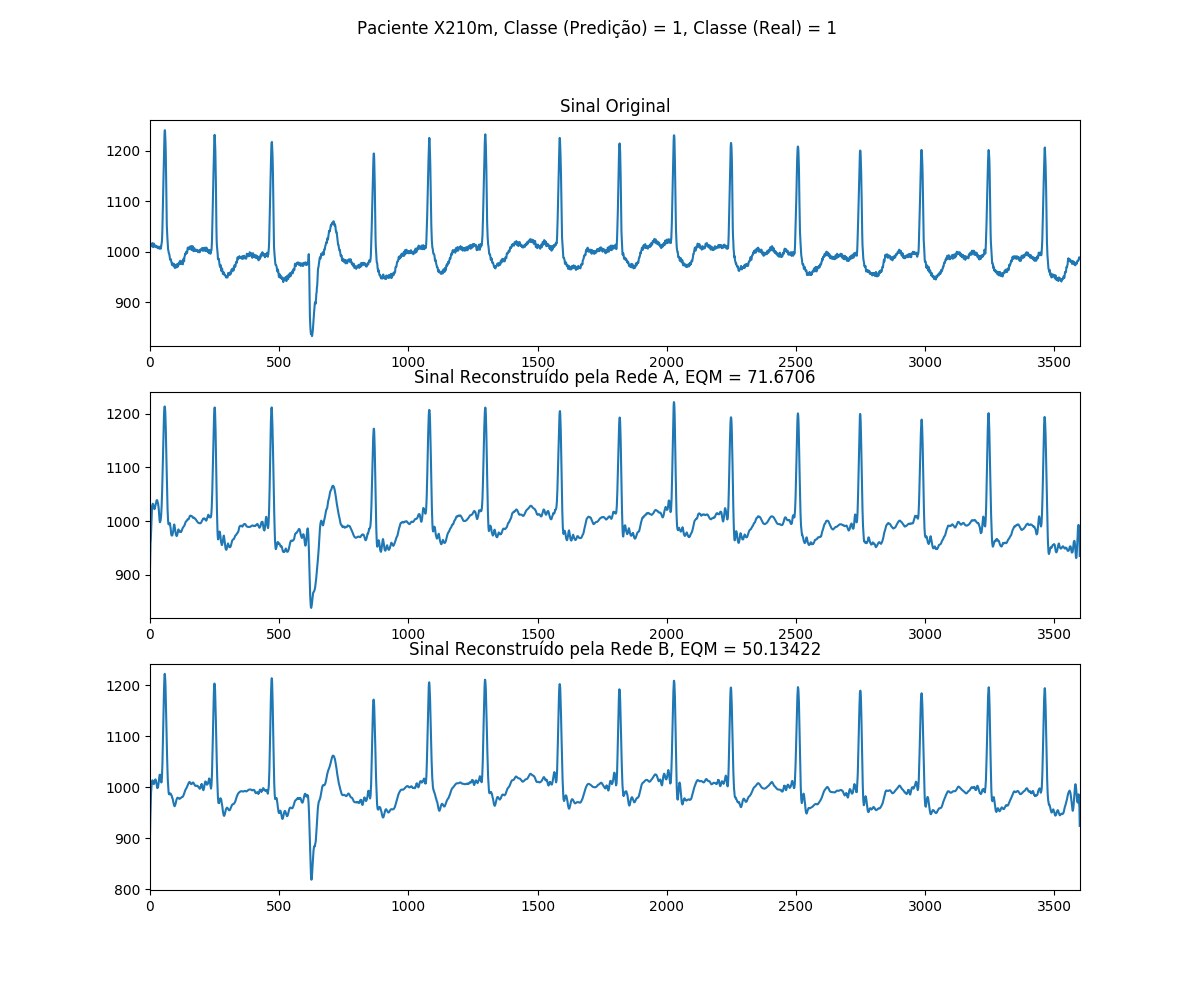 Paciente X210m, Classe (Predição) = 1, Classe (Real) = 1
Sinal Original
1200
1100
1000
900
0 500 1000 1500 2000 2500 3000 3500
Sinal Reconstruído pela Rede A, EQM = 71.6706
1200
1100
1000
900
0 500 1000 1500 2000 2500 3000 3500
Sinal Reconstruído pela Rede B, EQM = 50.13422
1200
1100
1000
900
800
0 500 1000 1500 2000 2500 3000 3500